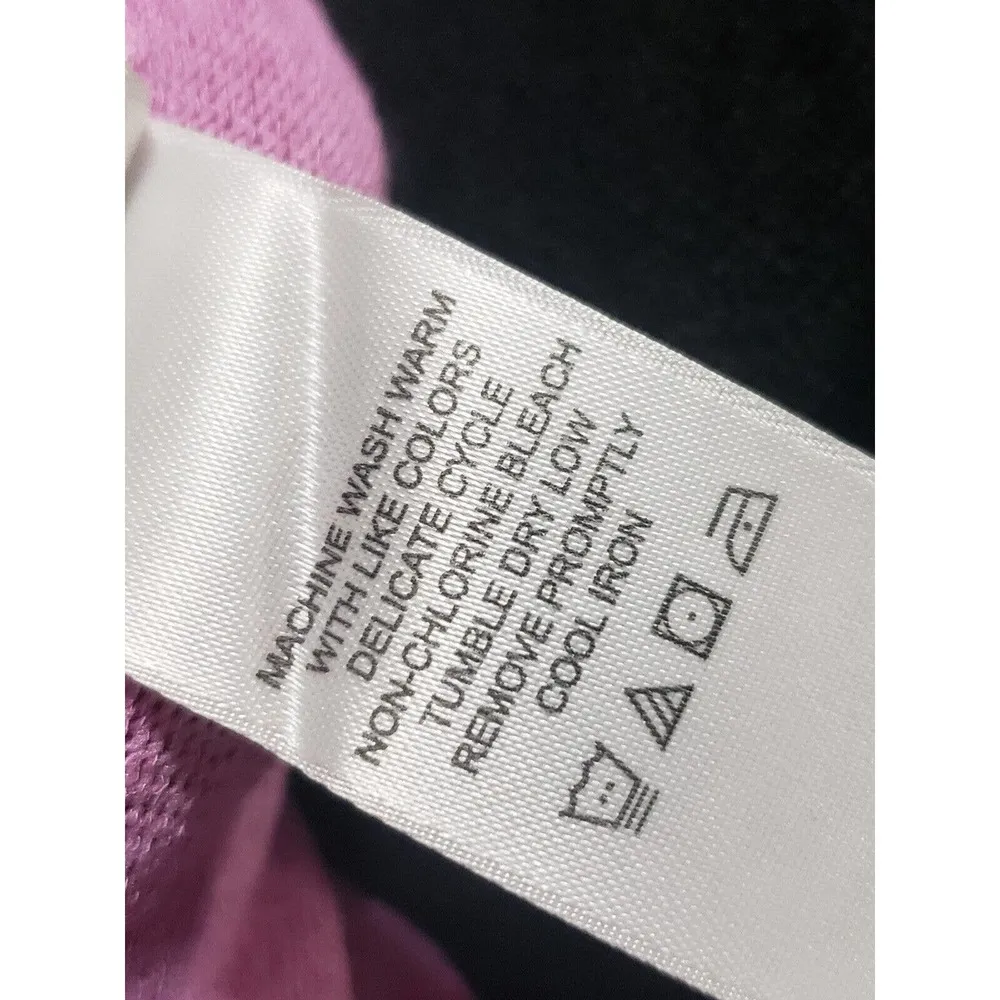 MACHINE WASH WARM
WITH LIKE COLORS
DELICATE CYCLE
NON-CHLORINE BLEACH
TUMBLE DRY LOW
REMOVE PROMPTLY
COOL IRON